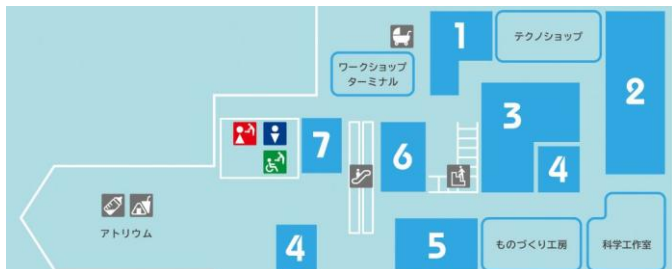 1
テクノショップ
2
ワークショップ
ターミナル
3
7
6
4
アトリウム
4
5
ものづくり工房
科学工作室